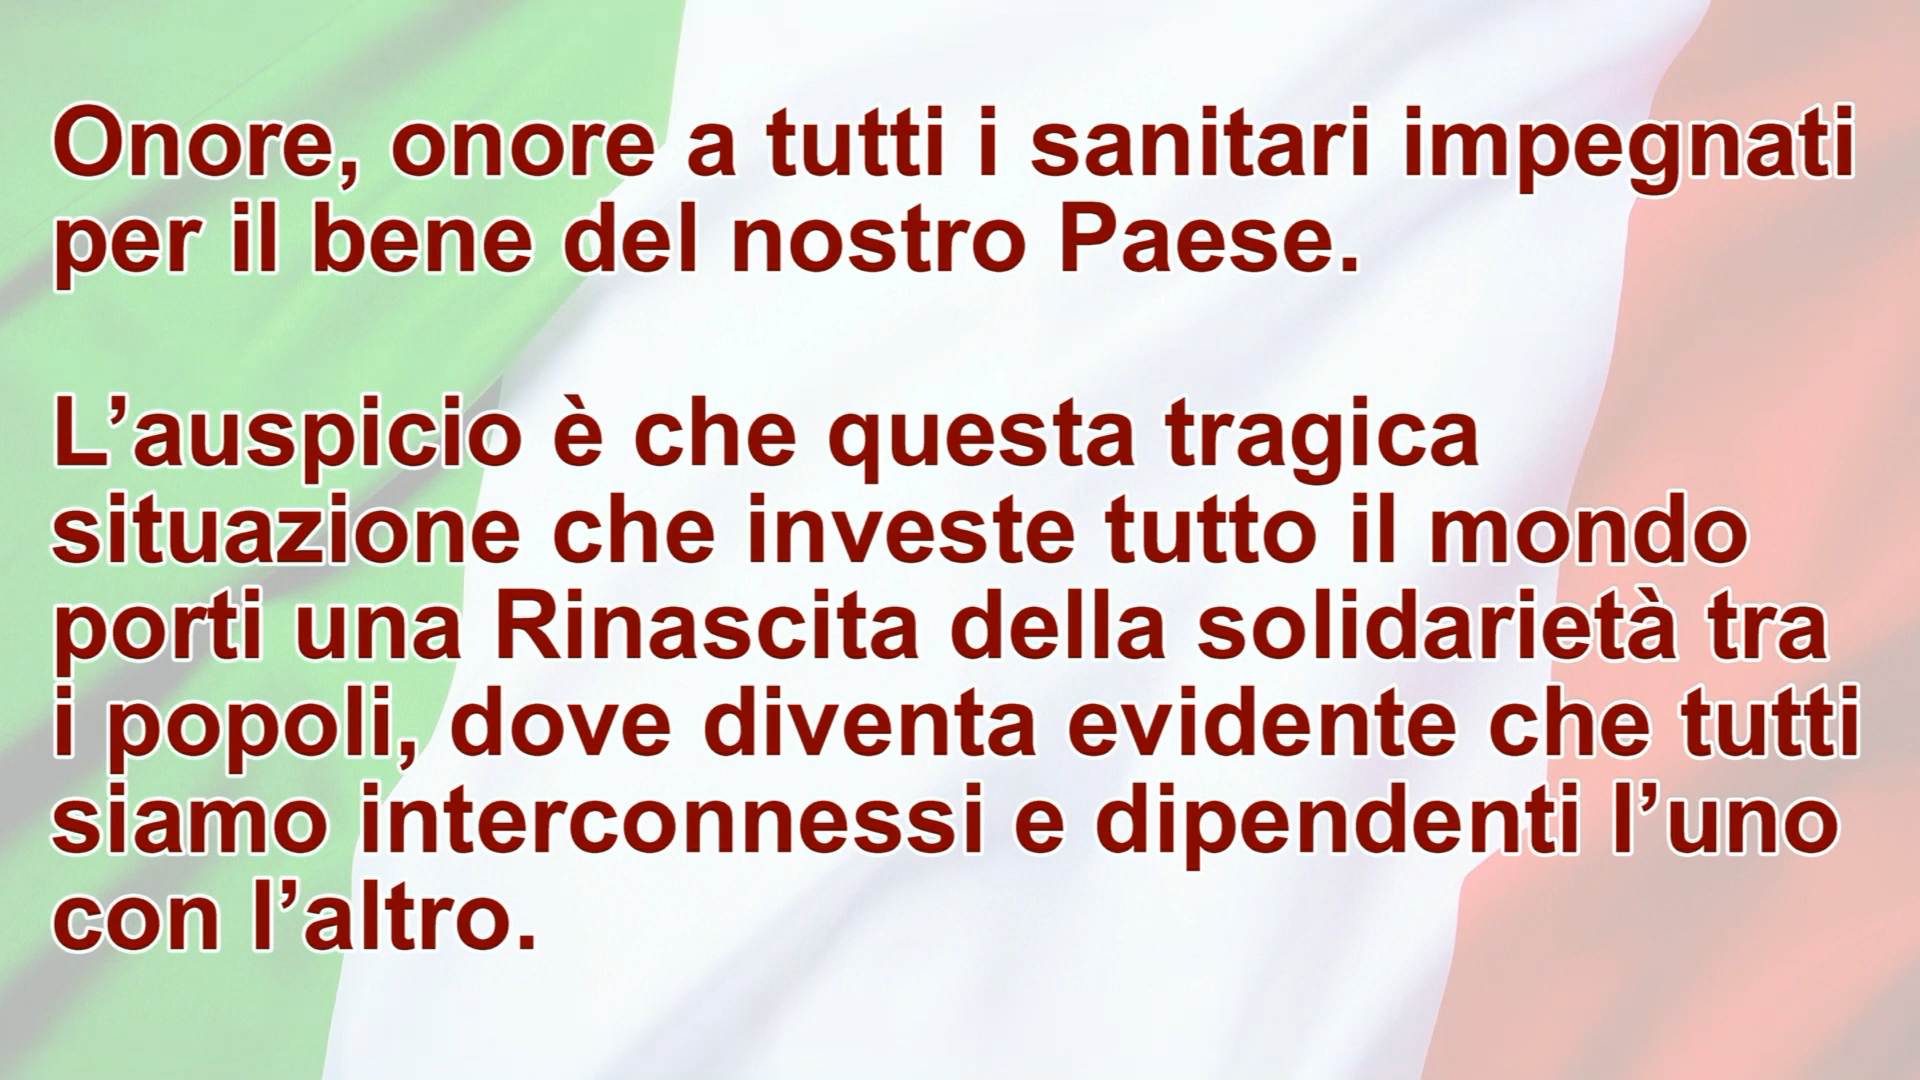 Onore, onore a tutti i sanitari impegnati
per il bene del nostro Paese.
L’auspicio è che questa tragica
situazione che investe tutto il mondo
porti una Rinascita della solidarietà tra
i popoli, dove diventa evidente che tutti
siamo interconnessi e dipendenti l’uno
con l’altro.